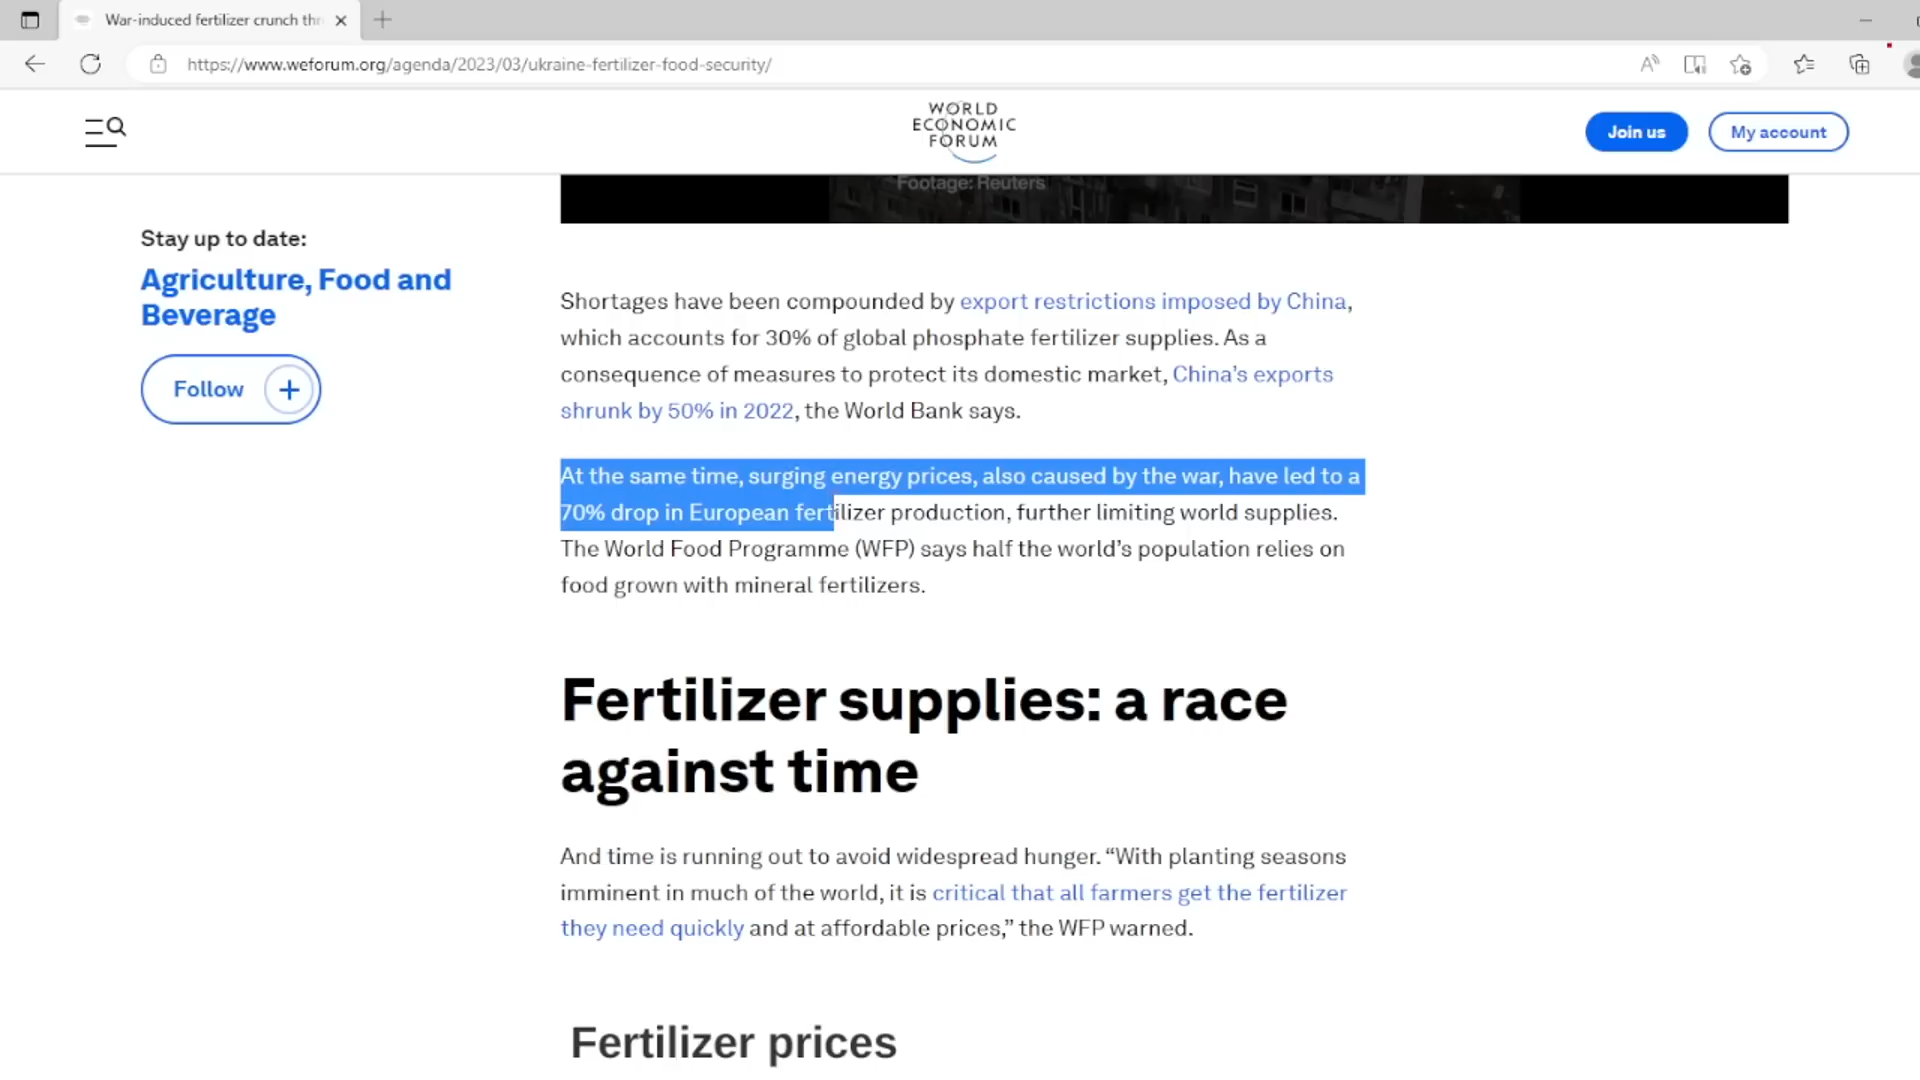 War-induced fertilizer crunch thr
https://www.weforum.org/agenda/2023/03/ukraine-fertilizer-food-security/
WORLD
ECONOMIC
FORUM
Join us
My account
Footage: Reuters
Stay up to date:
Agriculture, Food and
Beverage
Follow
Shortages have been compounded by export restrictions imposed by China,
which accounts for 30% of global phosphate fertilizer supplies. As a
consequence of measures to protect its domestic market, China’s exports
shrunk by 50% in 2022, the World Bank says.
At the same time, surging energy prices, also caused by the war, have led to a
70% drop in European fertilizer production, further limiting world supplies.
The World Food Programme (WFP) says half the world’s population relies on
food grown with mineral fertilizers.
Fertilizer supplies: a race
against time
And time is running out to avoid widespread hunger. “With planting seasons
imminent in much of the world, it is critical that all farmers get the fertilizer
they need quickly and at affordable prices,” the WFP warned.
Fertilizer prices